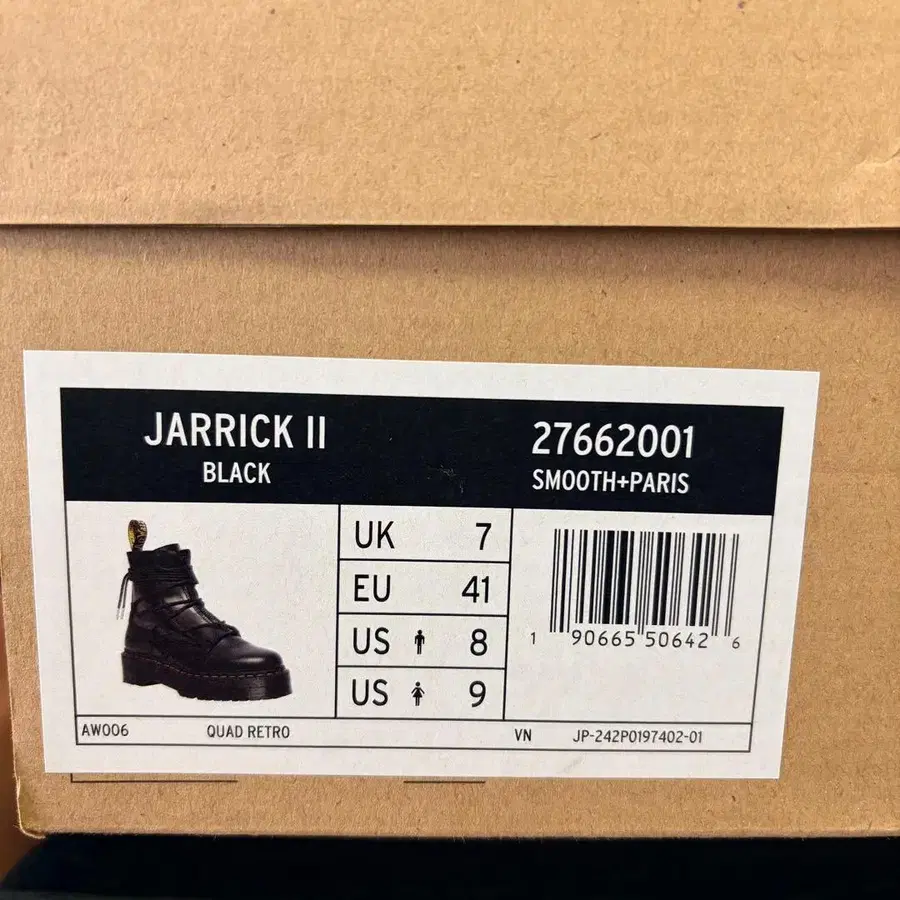 JARRICK II
BLACK
27662001
SMOOTH+PARIS
UK 7
EU 41
US 8
US 9
1 90665 50642 6
AW006 QUAD RETRO VN JP-242P0197402-01